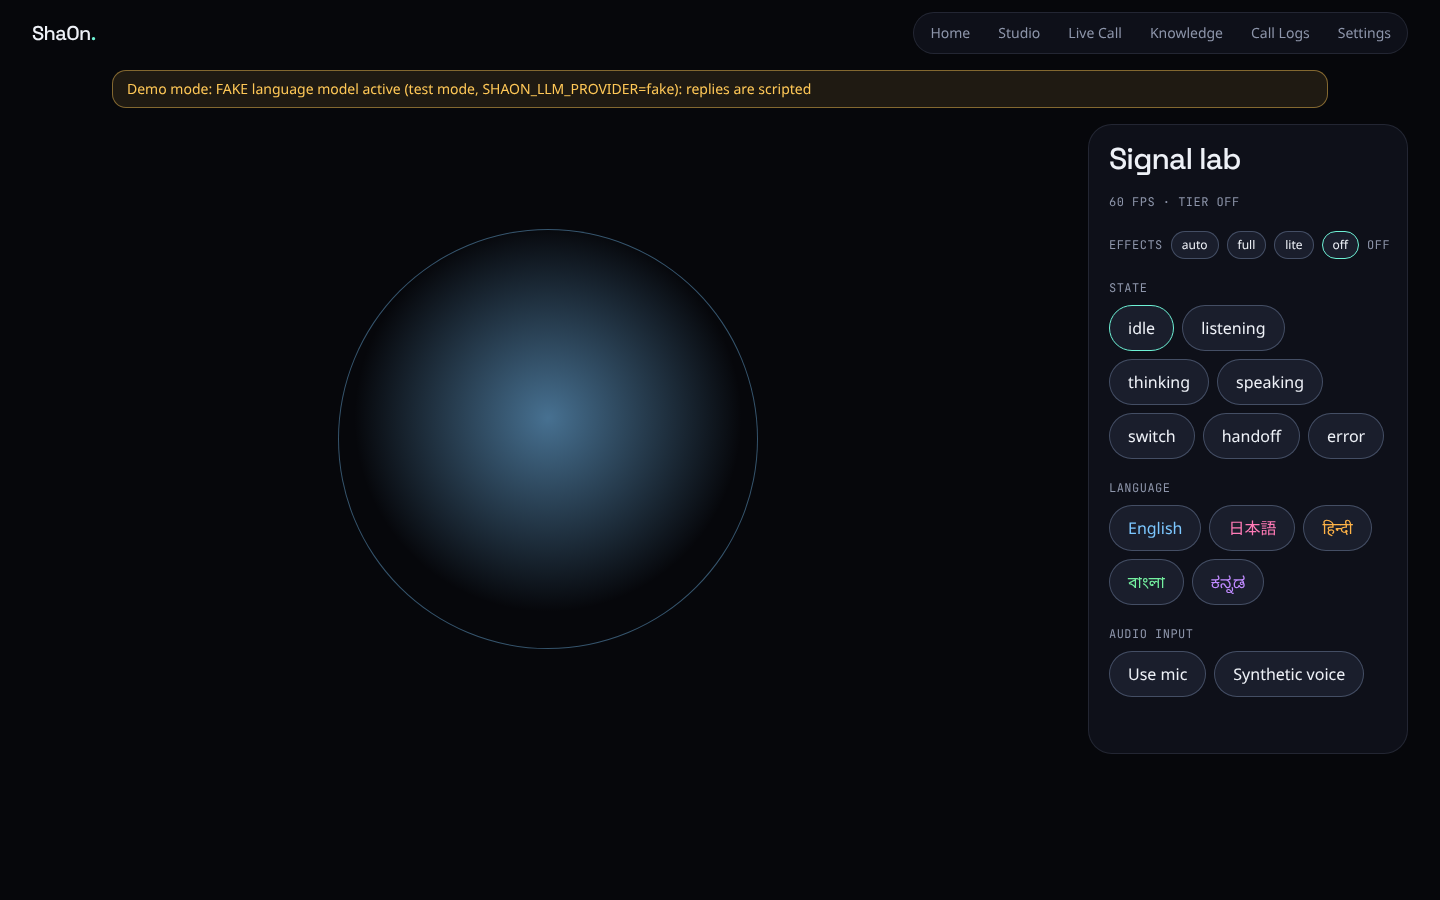 ShaOn.
Home Studio Live Call Knowledge Call Logs Settings
Demo mode: FAKE language model active (test mode, SHAON_LLM_PROVIDER=fake): replies are scripted
Signal lab
60 FPS · TIER OFF
EFFECTS auto full lite off OFF
STATE
idle listening
thinking speaking
switch handoff error
LANGUAGE
English 日本語 हिन्दी
বাংলা ಕನ್ನಡ
AUDIO INPUT
Use mic Synthetic voice